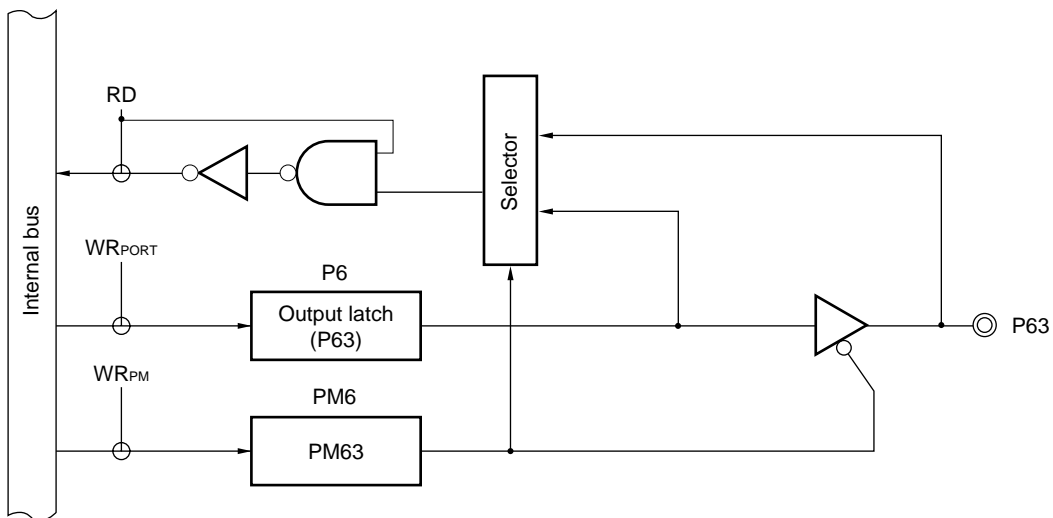 RD
Selector
Internal bus
WRPORT
P6
Output latch
(P63)
P63
WRPM
PM6
PM63